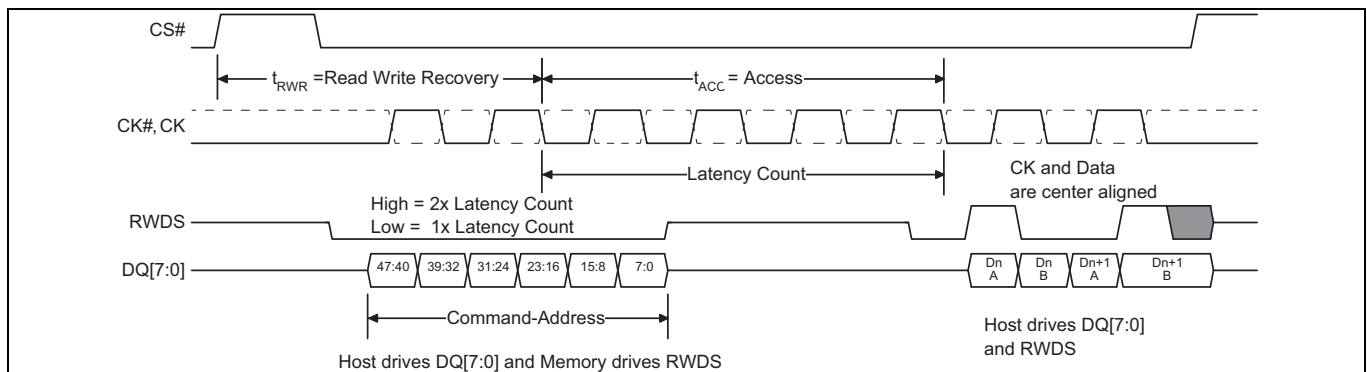 CS#
t_RWR =Read Write Recovery
t_ACC = Access
CK#, CK
Latency Count
CK and Data
are center aligned
High = 2x Latency Count
Low = 1x Latency Count
RWDS
DQ[7:0]
47:40 39:32 31:24 23:16 15:8 7:0
Dn A
Dn B
Dn+1 A
Dn+1 B
Command-Address
Host drives DQ[7:0]
and RWDS
Host drives DQ[7:0] and Memory drives RWDS